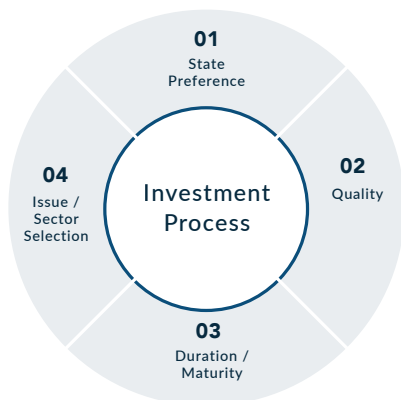 01
State
Preference
02
Quality
03
Duration /
Maturity
04
Issue /
Sector
Selection
Investment
Process